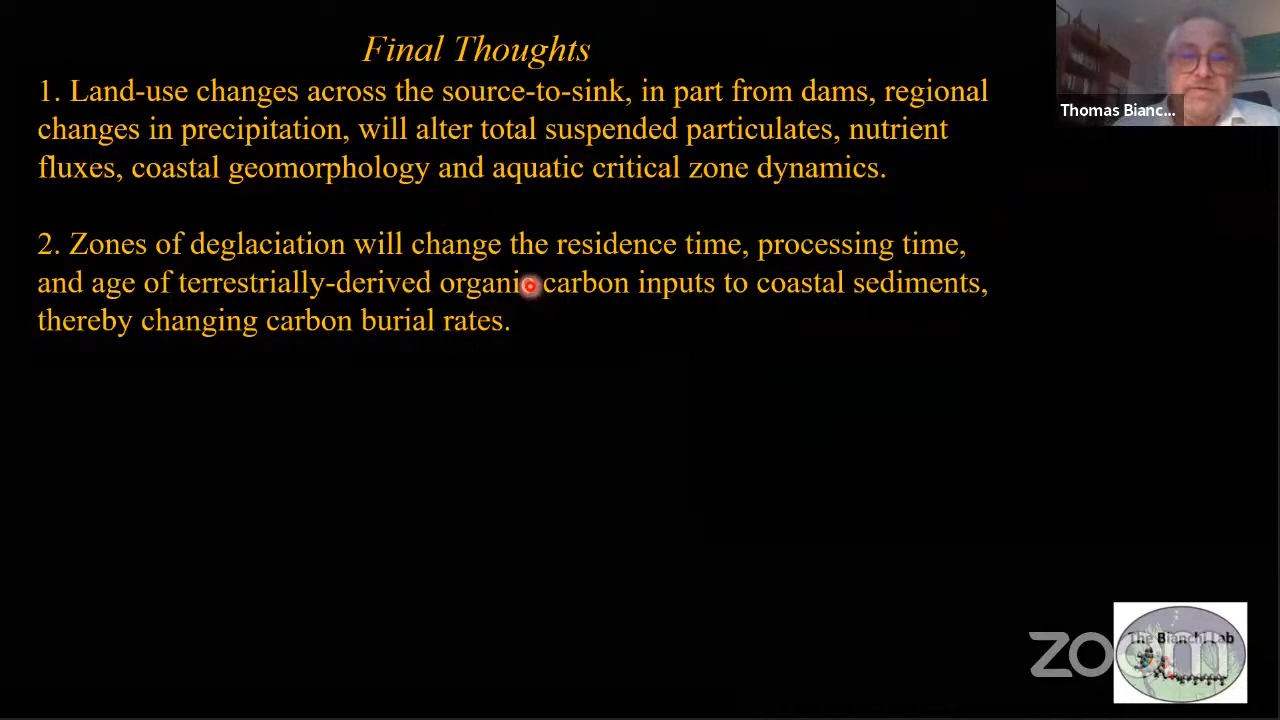 Final Thoughts
1. Land-use changes across the source-to-sink, in part from dams, regional
changes in precipitation, will alter total suspended particulates, nutrient
fluxes, coastal geomorphology and aquatic critical zone dynamics.
2. Zones of deglaciation will change the residence time, processing time,
and age of terrestrially-derived organic carbon inputs to coastal sediments,
thereby changing carbon burial rates.
Thomas Bianc...
The Bianchi Lab
zoom